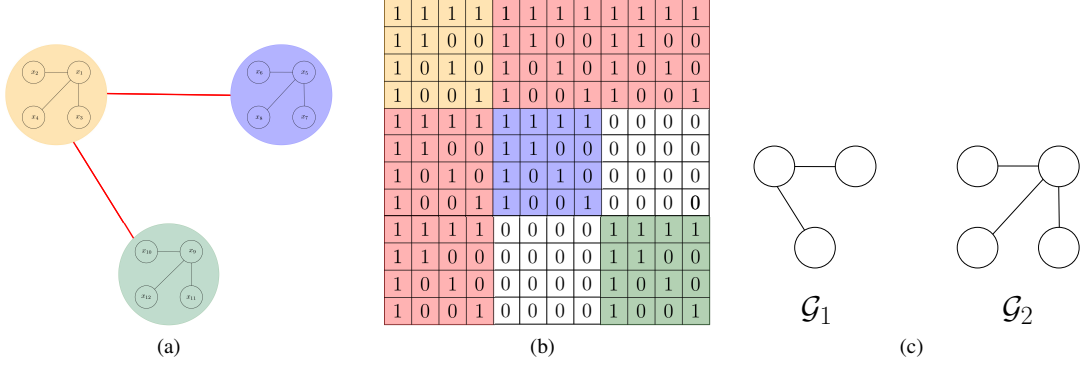 x₂ x₁
x₄ x₃
x₆ x₅
x₈ x₇
x₁₀ x₉
x₁₂ x₁₁
(a)
1 1 1 1 1 1 1 1 1 1 1 1
1 1 0 0 1 1 0 0 1 1 0 0
1 0 1 0 1 0 1 0 1 0 1 0
1 0 0 1 1 0 0 1 1 0 0 1
1 1 1 1 1 1 1 1 0 0 0 0
1 1 0 0 1 1 0 0 0 0 0 0
1 0 1 0 1 0 1 0 0 0 0 0
1 0 0 1 1 0 0 1 0 0 0 0
1 1 1 1 0 0 0 0 1 1 1 1
1 1 0 0 0 0 0 0 1 1 0 0
1 0 1 0 0 0 0 0 1 0 1 0
1 0 0 1 0 0 0 0 1 0 0 1
(b)
𝒢₁ 𝒢₂
(c)